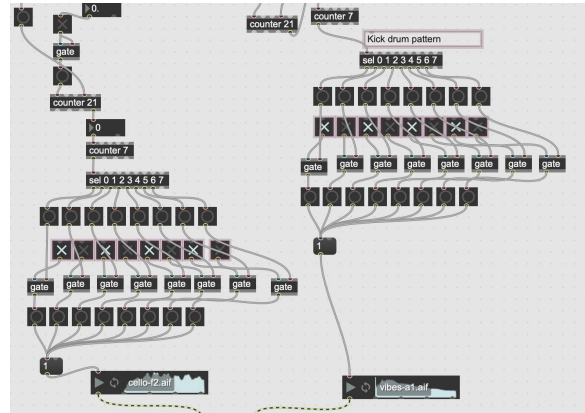 0.
gate
counter 21
0
counter 7
sel 0 1 2 3 4 5 6 7
gate gate gate gate gate gate gate
1
cello-f2.aif
counter 21
counter 7
Kick drum pattern
sel 0 1 2 3 4 5 6 7
gate gate gate gate gate gate gate gate
1
vibes-a1.aif